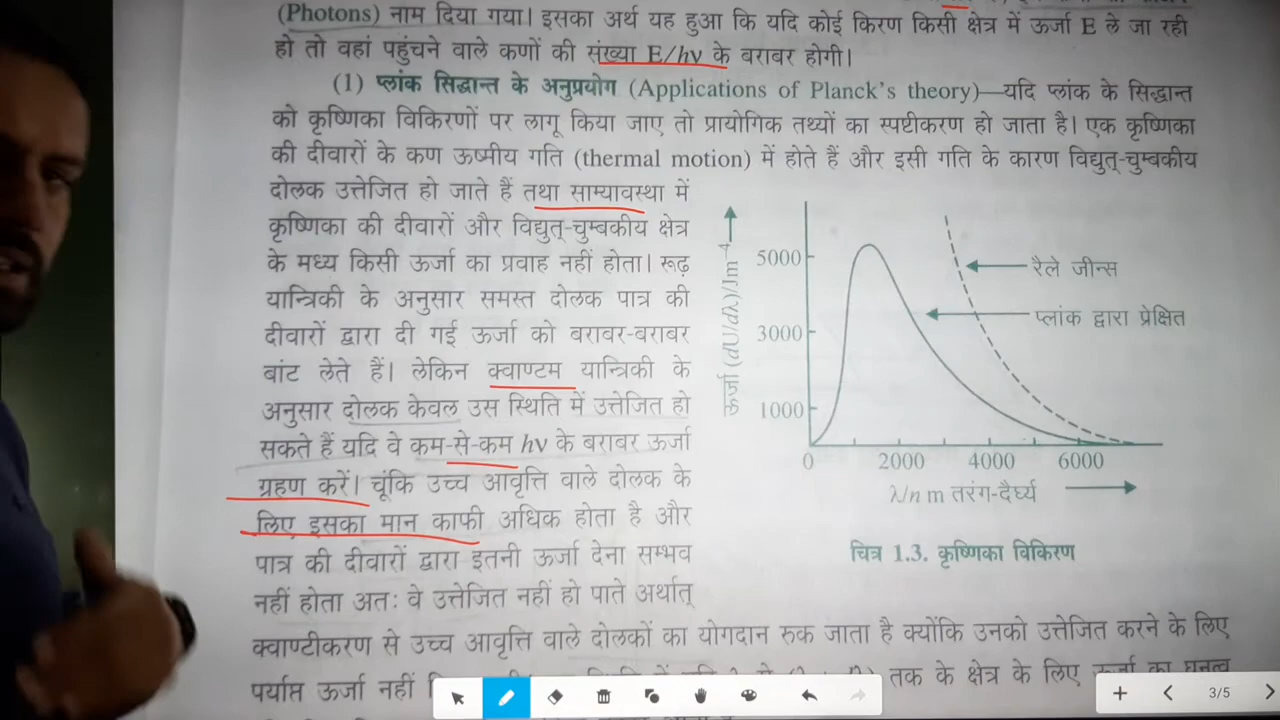 (Photons) नाम दिया गया। इसका अर्थ यह हुआ कि यदि कोई किरण किसी क्षेत्र में ऊर्जा E ले जा रही
हो तो वहां पहुंचने वाले कणों की संख्या E/hν के बराबर होगी।
(1) प्लांक सिद्धान्त के अनुप्रयोग (Applications of Planck's theory)—यदि प्लांक के सिद्धान्त
को कृष्णिका विकिरणों पर लागू किया जाए तो प्रायोगिक तथ्यों का स्पष्टीकरण हो जाता है। एक कृष्णिका
की दीवारों के कण ऊष्मीय गति (thermal motion) में होते हैं और इसी गति के कारण विद्युत्-चुम्बकीय
दोलक उत्तेजित हो जाते हैं तथा साम्यावस्था में
कृष्णिका की दीवारों और विद्युत्-चुम्बकीय क्षेत्र
के मध्य किसी ऊर्जा का प्रवाह नहीं होता। रूढ़
यान्त्रिकी के अनुसार समस्त दोलक पात्र की
दीवारों द्वारा दी गई ऊर्जा को बराबर-बराबर
बांट लेते हैं। लेकिन क्वाण्टम यान्त्रिकी के
अनुसार दोलक केवल उस स्थिति में उत्तेजित हो
सकते हैं यदि वे कम-से-कम hν के बराबर ऊर्जा
ग्रहण करें। चूंकि उच्च आवृत्ति वाले दोलक के
लिए इसका मान काफी अधिक होता है और
पात्र की दीवारों द्वारा इतनी ऊर्जा देना सम्भव
नहीं होता अतः वे उत्तेजित नहीं हो पाते अर्थात्
ऊर्जा (dU/dλ)/Jm⁻⁴
5000
3000
1000
0 2000 4000 6000
रैले जीन्स
प्लांक द्वारा प्रेक्षित
λ/n m तरंग-दैर्घ्य
चित्र 1.3. कृष्णिका विकिरण
क्वाण्टीकरण से उच्च आवृत्ति वाले दोलकों का योगदान रुक जाता है क्योंकि उनको उत्तेजित करने के लिए
पर्याप्त ऊर्जा नहीं तक के क्षेत्र के लिए ऊर्जा का घनत्व
3/5